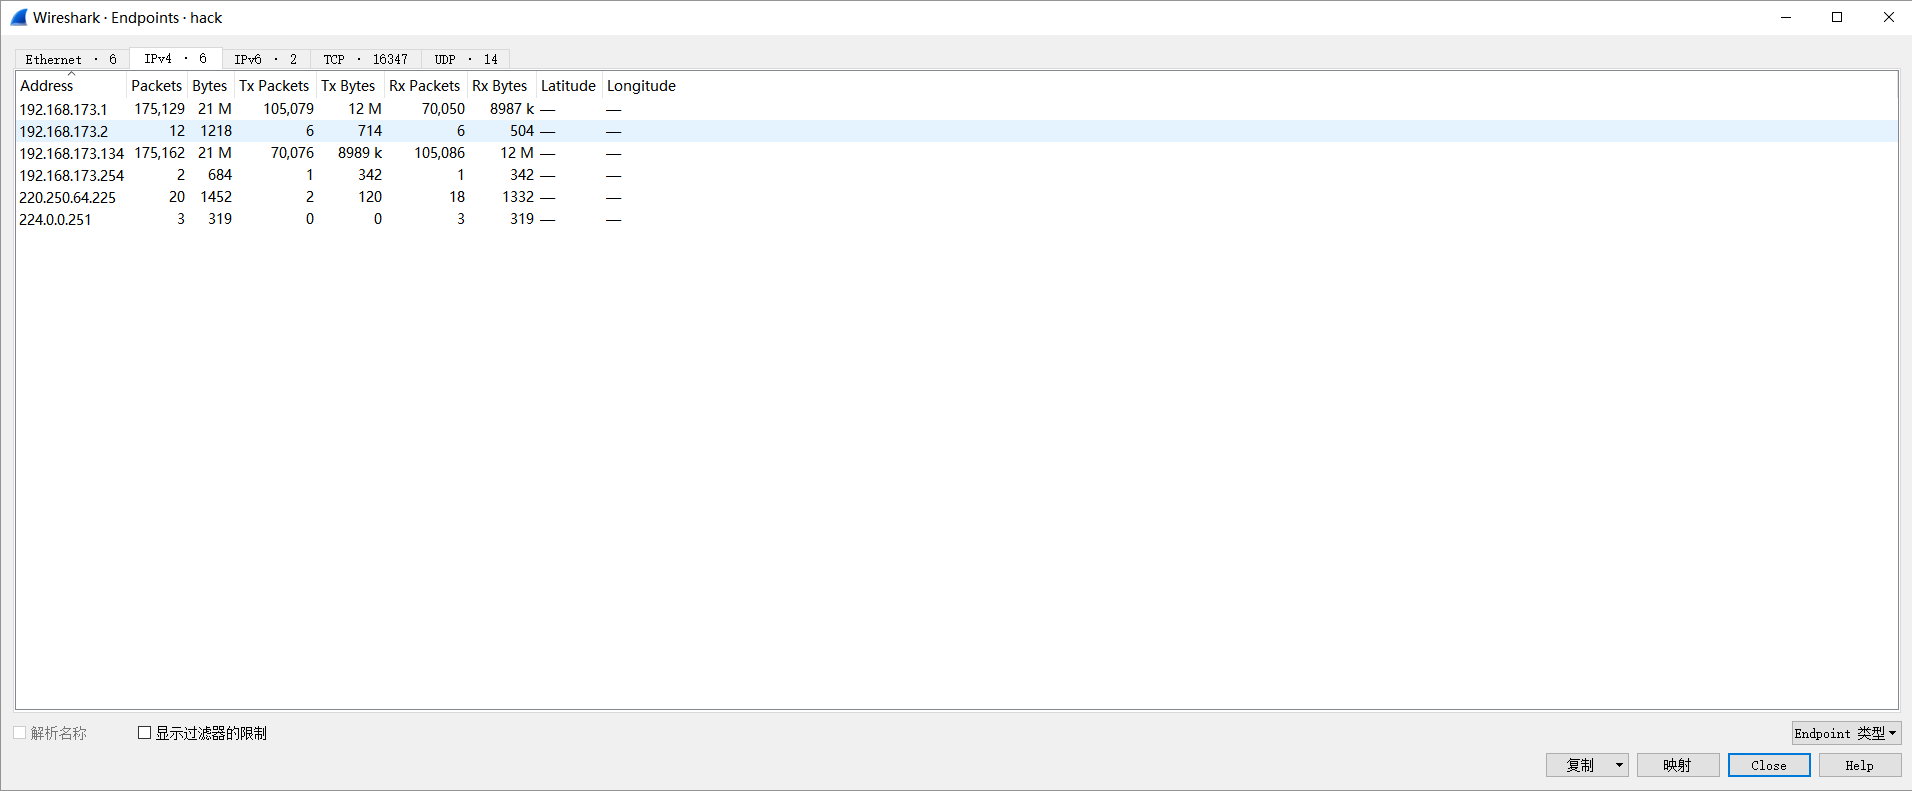 Wireshark · Endpoints · hack
Ethernet · 6 IPv4 · 6 IPv6 · 2 TCP · 16347 UDP · 14
Address Packets Bytes Tx Packets Tx Bytes Rx Packets Rx Bytes Latitude Longitude
192.168.173.1 175,129 21 M 105,079 12 M 70,050 8987 k — —
192.168.173.2 12 1218 6 714 6 504 — —
192.168.173.134 175,162 21 M 70,076 8989 k 105,086 12 M — —
192.168.173.254 2 684 1 342 1 342 — —
220.250.64.225 20 1452 2 120 18 1332 — —
224.0.0.251 3 319 0 0 3 319 — —
解析名称 显示过滤器的限制 Endpoint 类型
复制 映射 Close Help